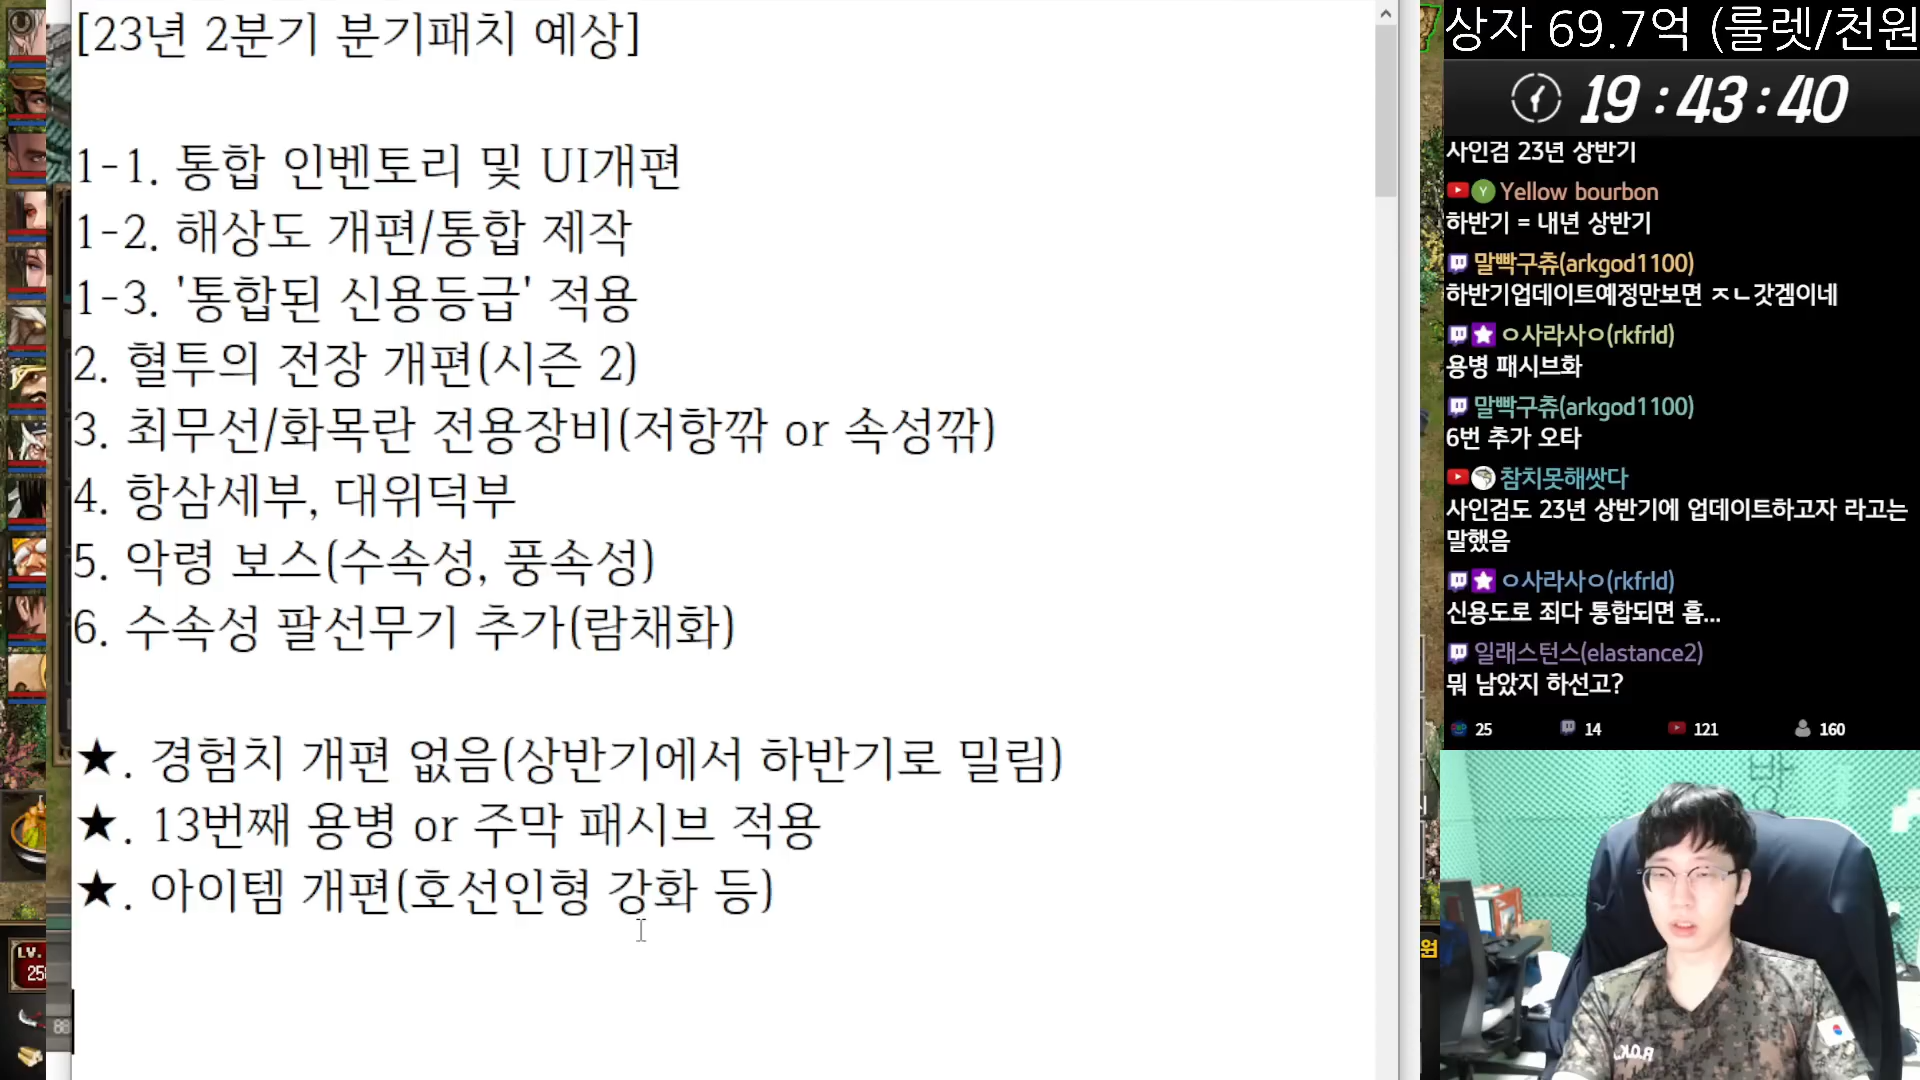 [23년 2분기 분기패치 예상]
1-1. 통합 인벤토리 및 UI개편
1-2. 해상도 개편/통합 제작
1-3. '통합된 신용등급' 적용
2. 혈투의 전장 개편(시즌 2)
3. 최무선/화목란 전용장비(저항깎 or 속성깎)
4. 항삼세부, 대위덕부
5. 악령 보스(수속성, 풍속성)
6. 수속성 팔선무기 추가(람채화)
★. 경험치 개편 없음(상반기에서 하반기로 밀림)
★. 13번째 용병 or 주막 패시브 적용
★. 아이템 개편(호선인형 강화 등)
LV.
25
상자 69.7억 (룰렛/천원
19:43:40
사인검 23년 상반기
Y Yellow bourbon
하반기 = 내년 상반기
말빡구츄(arkgod1100)
하반기업데이트예정만보면 ㅈㄴ갓겜이네
ㅇ사라사ㅇ(rkfrld)
용병 패시브화
말빡구츄(arkgod1100)
6번 추가 오타
참치못해쌋다
사인검도 23년 상반기에 업데이트하고자 라고는
말했음
ㅇ사라사ㅇ(rkfrld)
신용도로 죄다 통합되면 흠...
일래스턴스(elastance2)
뭐 남았지 하선고?
25 14 121 160
원
R.O.K.